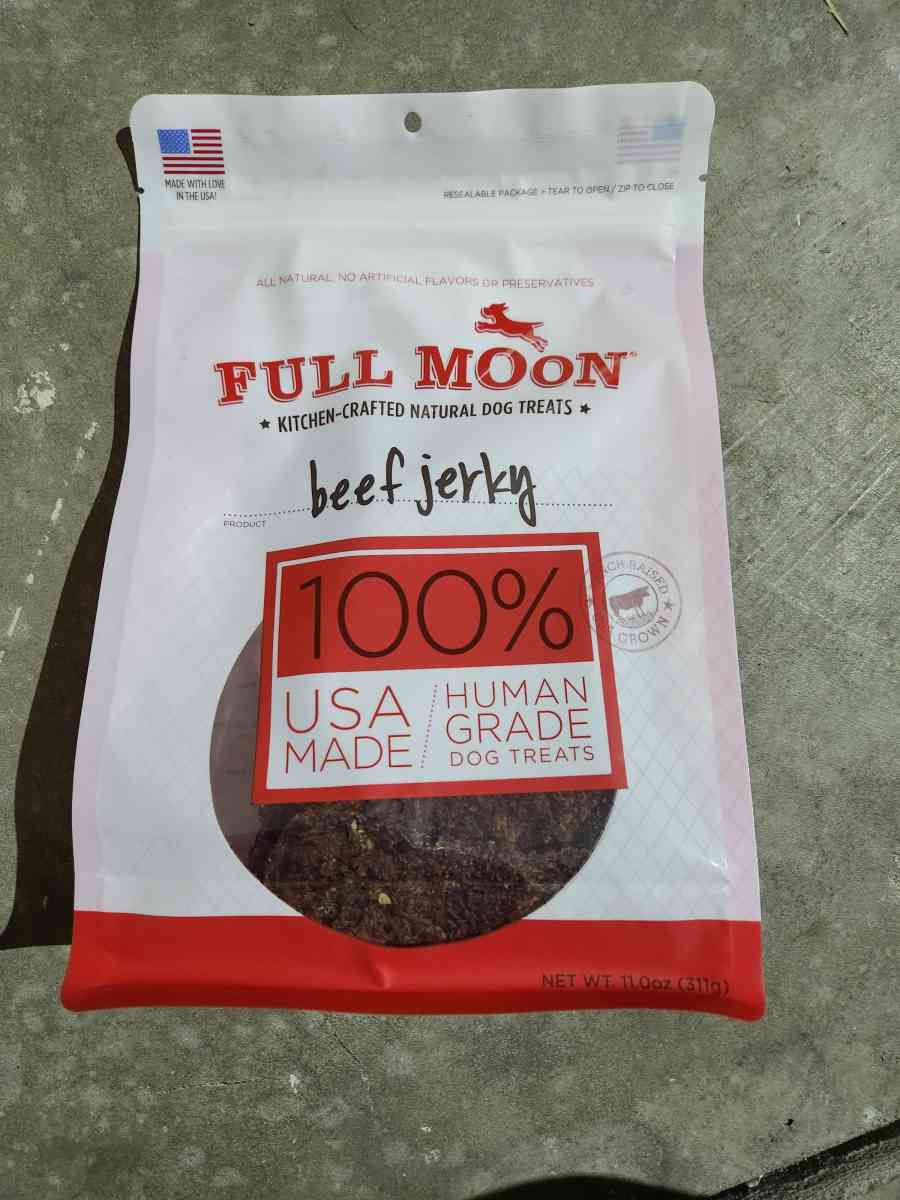 MADE WITH LOVE
IN THE USA!
RESEALABLE PACKAGE > TEAR TO OPEN / ZIP TO CLOSE
ALL NATURAL. NO ARTIFICIAL FLAVORS OR PRESERVATIVES
FULL MOON®
★ KITCHEN-CRAFTED NATURAL DOG TREATS ★
beef jerky
PRODUCT
100%
USA
MADE
HUMAN
GRADE
DOG TREATS
RAISED
GROWN
NET WT. 11.0oz (311g)